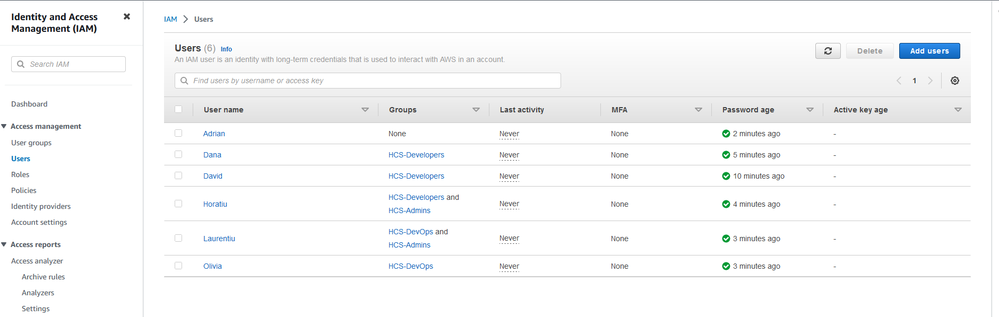 Identity and Access
Management (IAM)
Search IAM
Dashboard
Access management
User groups
Users
Roles
Policies
Identity providers
Account settings
Access reports
Access analyzer
Archive rules
Analyzers
Settings
IAM > Users
Users (6) Info
An IAM user is an identity with long-term credentials that is used to interact with AWS in an account.
Delete
Add users
Find users by username or access key
1
User name Groups Last activity MFA Password age Active key age
Adrian None Never None 2 minutes ago -
Dana HCS-Developers Never None 5 minutes ago -
David HCS-Developers Never None 10 minutes ago -
Horatiu HCS-Developers and HCS-Admins Never None 4 minutes ago -
Laurentiu HCS-DevOps and HCS-Admins Never None 3 minutes ago -
Olivia HCS-DevOps Never None 3 minutes ago -